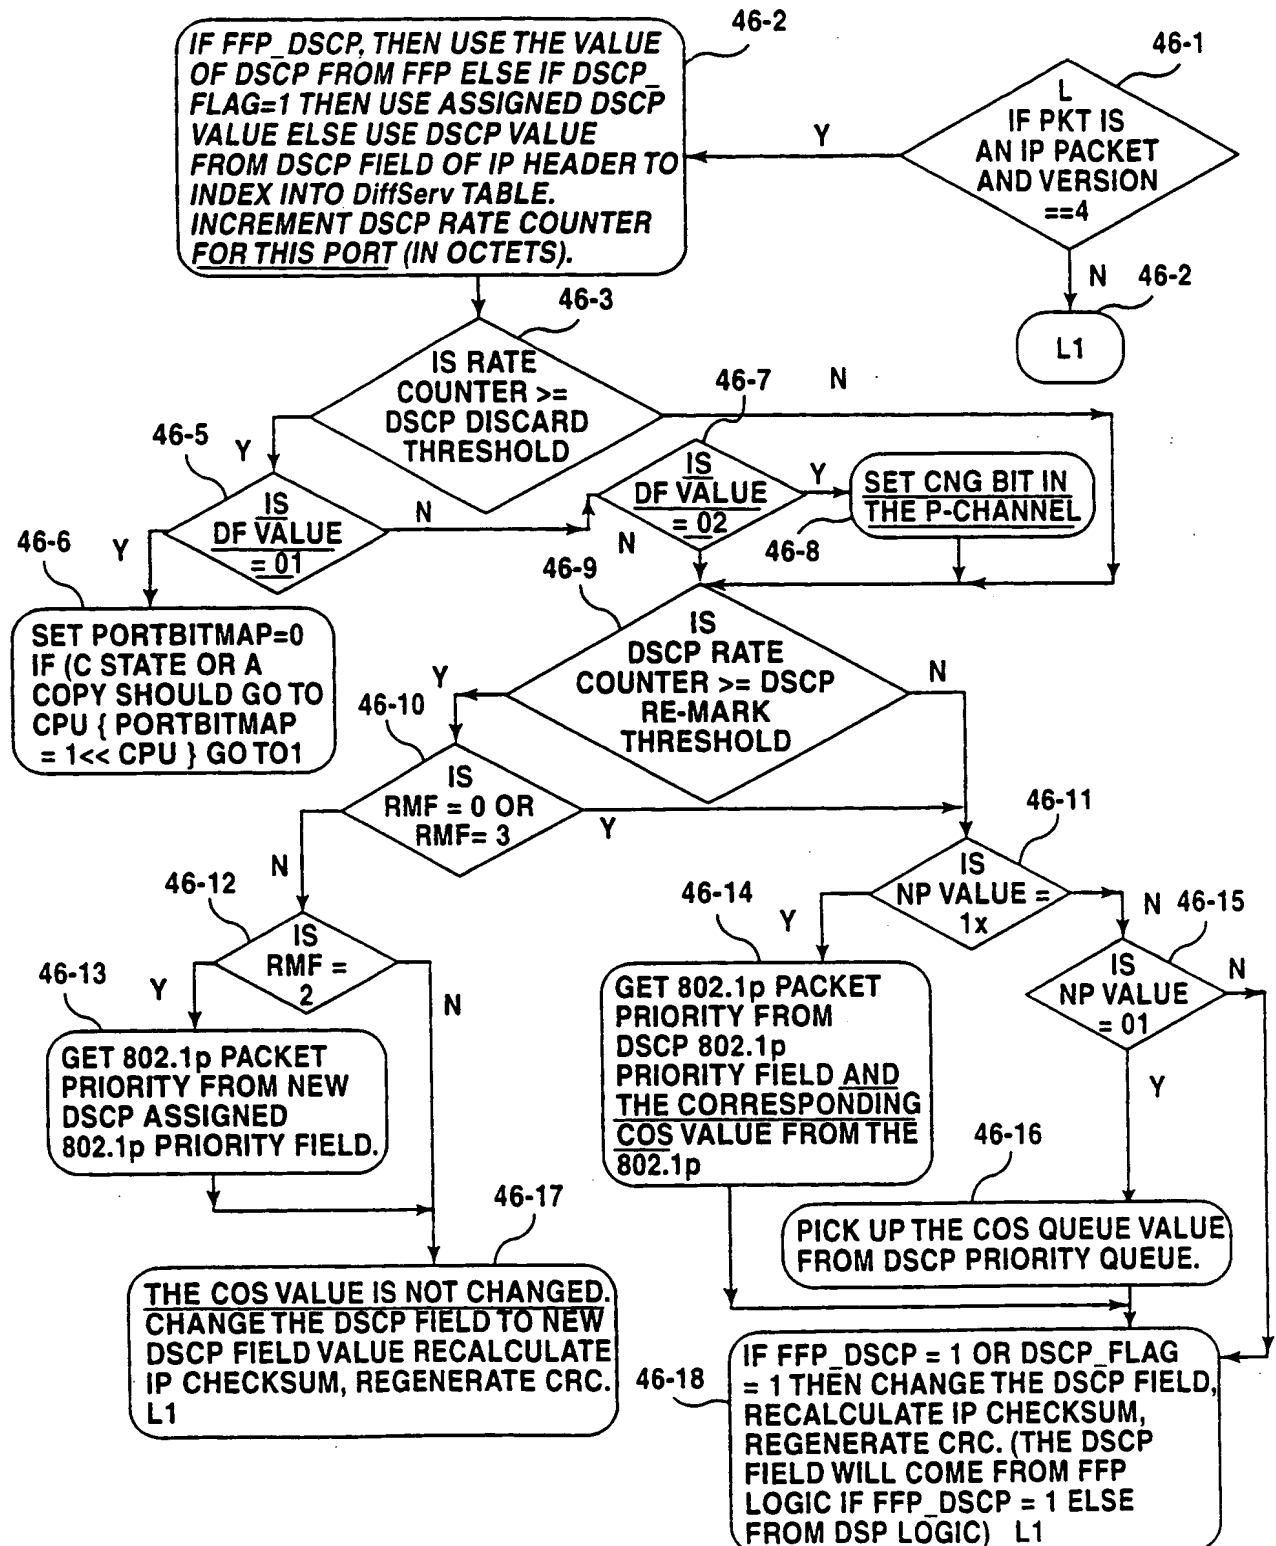 46-2
IF FFP_DSCP, THEN USE THE VALUE
OF DSCP FROM FFP ELSE IF DSCP_
FLAG=1 THEN USE ASSIGNED DSCP
VALUE ELSE USE DSCP VALUE
FROM DSCP FIELD OF IP HEADER TO
INDEX INTO DiffServ TABLE.
INCREMENT DSCP RATE COUNTER
FOR THIS PORT (IN OCTETS).
46-1
L
IF PKT IS
AN IP PACKET
AND VERSION
==4
Y
N
46-2
L1
46-3
IS RATE
COUNTER >=
DSCP DISCARD
THRESHOLD
Y
N
46-5
IS
DF VALUE
= 01
Y
N
46-7
IS
DF VALUE
= 02
Y
N
SET CNG BIT IN
THE P-CHANNEL
46-8
46-6
SET PORTBITMAP=0
IF (C STATE OR A
COPY SHOULD GO TO
CPU { PORTBITMAP
= 1<< CPU } GO TO1
46-9
IS
DSCP RATE
COUNTER >= DSCP
RE-MARK
THRESHOLD
Y
N
46-10
IS
RMF = 0 OR
RMF= 3
Y
N
46-11
IS
NP VALUE =
1x
Y
N
46-12
IS
RMF =
2
Y
N
46-13
GET 802.1p PACKET
PRIORITY FROM NEW
DSCP ASSIGNED
802.1p PRIORITY FIELD.
46-14
GET 802.1p PACKET
PRIORITY FROM
DSCP 802.1p
PRIORITY FIELD AND
THE CORRESPONDING
COS VALUE FROM THE
802.1p
46-15
IS
NP VALUE
= 01
N
Y
46-16
PICK UP THE COS QUEUE VALUE
FROM DSCP PRIORITY QUEUE.
46-17
THE COS VALUE IS NOT CHANGED.
CHANGE THE DSCP FIELD TO NEW
DSCP FIELD VALUE RECALCULATE
IP CHECKSUM, REGENERATE CRC.
L1
46-18
IF FFP_DSCP = 1 OR DSCP_FLAG
= 1 THEN CHANGE THE DSCP FIELD,
RECALCULATE IP CHECKSUM,
REGENERATE CRC. (THE DSCP
FIELD WILL COME FROM FFP
LOGIC IF FFP_DSCP = 1 ELSE
FROM DSP LOGIC) L1